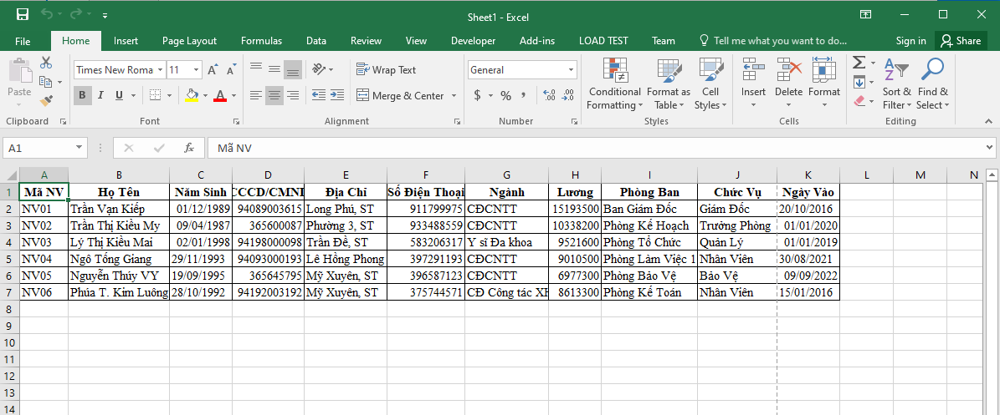 Sheet1 - Excel
File Home Insert Page Layout Formulas Data Review View Developer Add-ins LOAD TEST Team Tell me what you want to do... Sign in Share
Paste
Times New Roma 11 A A
Wrap Text
General
B I U A
Merge & Center
$ % ,
Conditional Formatting
Format as Table
Cell Styles
Insert Delete Format
Sort & Filter
Find & Select
Clipboard Font Alignment Number Styles Cells Editing
A1 fx Mã NV
A B C D E F G H I J K L M N
1 Mã NV Họ Tên Năm Sinh CCCD/CMND Địa Chỉ Số Điện Thoại Ngành Lương Phòng Ban Chức Vụ Ngày Vào
2 NV01 Trần Vạn Kiếp 01/12/1989 94089003615 Long Phú, ST 911799975 CĐCNTT 15193500 Ban Giám Đốc Giám Đốc 20/10/2016
3 NV02 Trần Thị Kiều My 09/04/1987 365600087 Phường 3, ST 933488559 CĐCNTT 10338200 Phòng Kế Hoạch Trưởng Phòng 01/01/2020
4 NV03 Lý Thị Kiều Mai 02/01/1998 94198000098 Trần Đề, ST 583206317 Y sĩ Đa khoa 9521600 Phòng Tổ Chức Quản Lý 01/01/2019
5 NV04 Ngô Tổng Giang 29/11/1993 94093000193 Lê Hồng Phong 397291193 CĐCNTT 9010500 Phòng Làm Việc 1 Nhân Viên 30/08/2021
6 NV05 Nguyễn Thúy VY 19/09/1995 365645795 Mỹ Xuyên, ST 396587123 CĐCNTT 6977300 Phòng Bảo Vệ Bảo Vệ 09/09/2022
7 NV06 Phúa T. Kim Luông 28/10/1992 94192003192 Mỹ Xuyên, ST 375744571 CĐ Công tác XH 8613300 Phòng Kế Toán Nhân Viên 15/01/2016
8
9
10
11
12
13
14